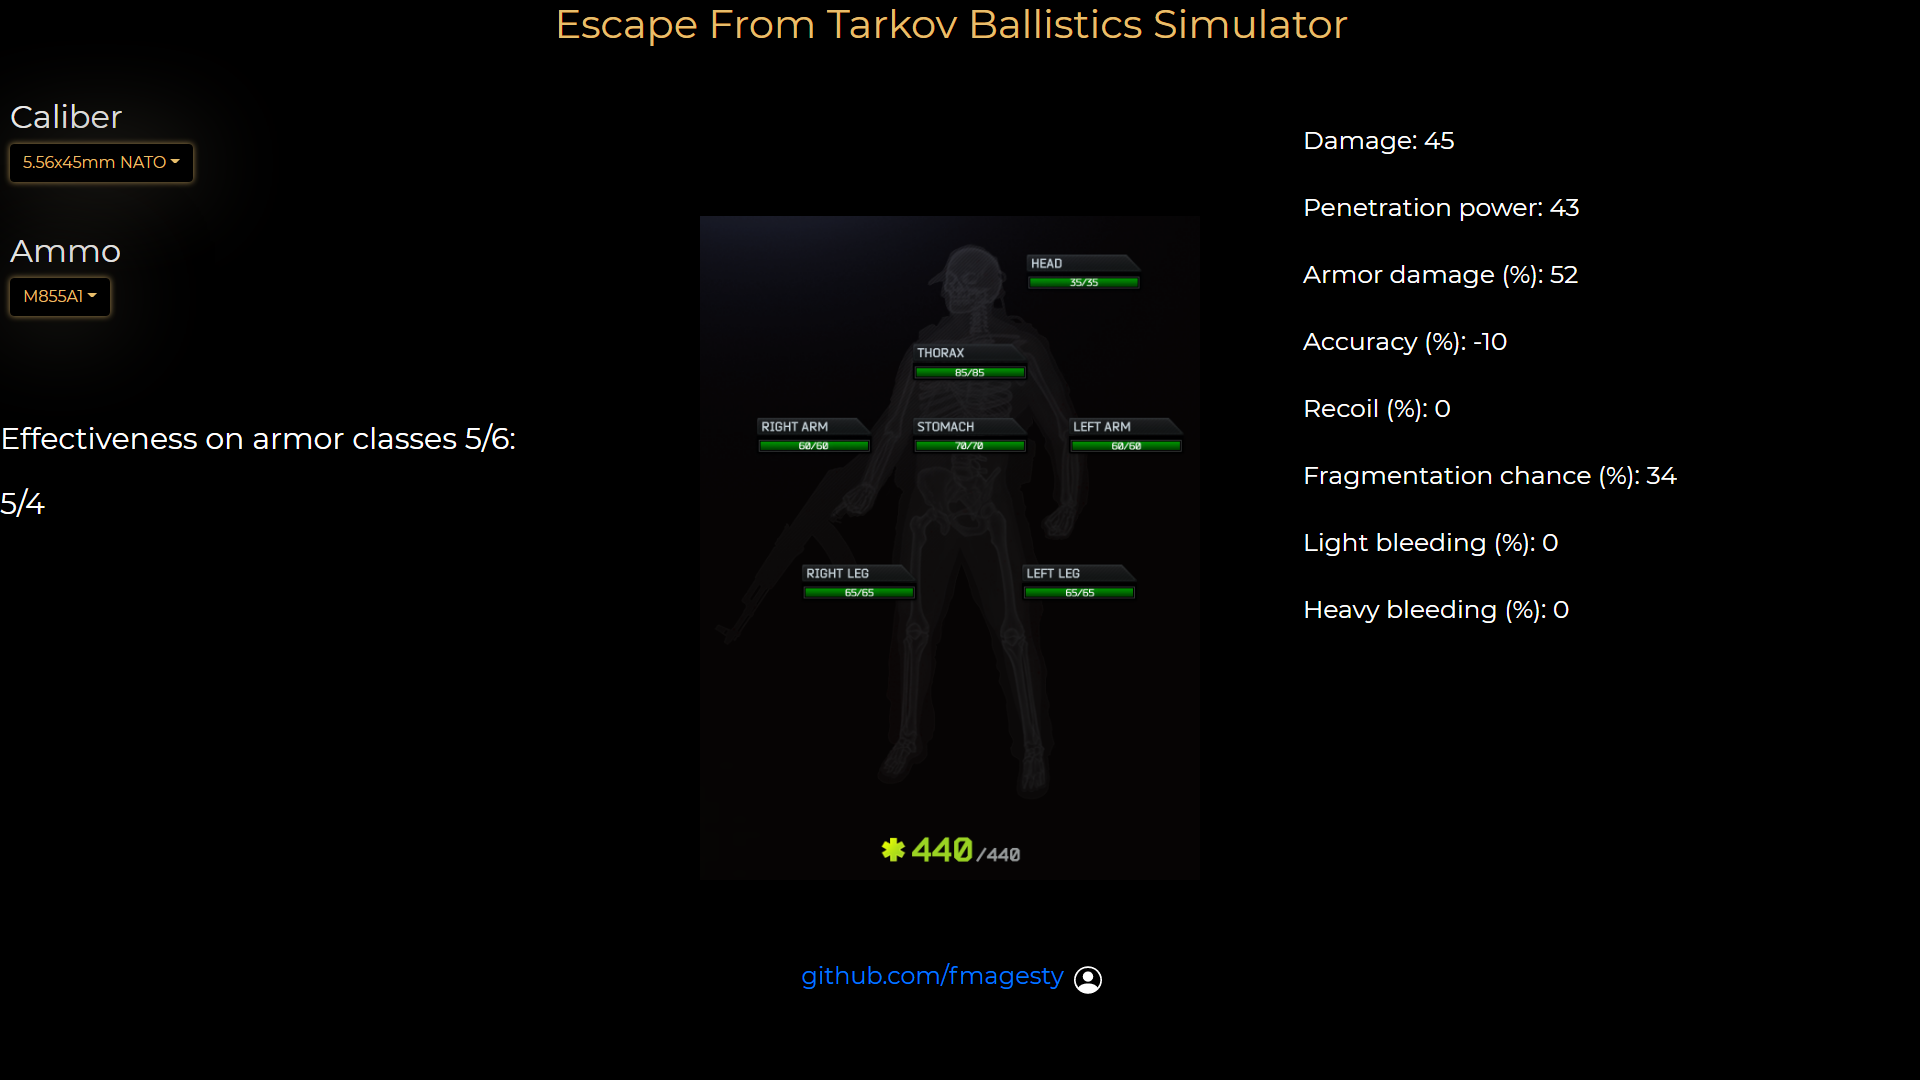 Escape From Tarkov Ballistics Simulator
Caliber
5.56x45mm NATO
Ammo
M855A1
Effectiveness on armor classes 5/6:
5/4
HEAD
35/35
THORAX
85/85
RIGHT ARM
60/60
STOMACH
70/70
LEFT ARM
60/60
RIGHT LEG
65/65
LEFT LEG
65/65
440/440
Damage: 45
Penetration power: 43
Armor damage (%): 52
Accuracy (%): -10
Recoil (%): 0
Fragmentation chance (%): 34
Light bleeding (%): 0
Heavy bleeding (%): 0
github.com/fmagesty